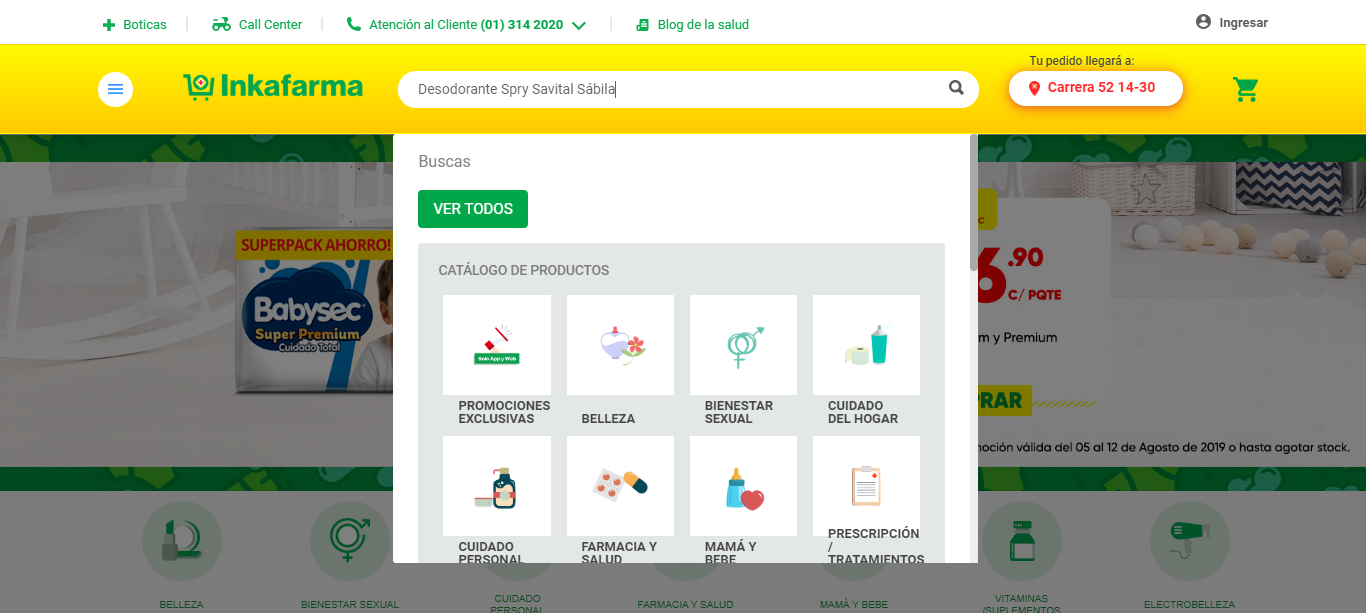 Boticas
Call Center
Atención al Cliente (01) 314 2020
Blog de la salud
Ingresar
Inkafarma
Desodorante Spry Savital Sábila
Tu pedido llegará a:
Carrera 52 14-30
Buscas
VER TODOS
CATÁLOGO DE PRODUCTOS
Solo App y Web
PROMOCIONES
EXCLUSIVAS
BELLEZA
BIENESTAR
SEXUAL
CUIDADO
DEL HOGAR
CUIDADO
PERSONAL
FARMACIA Y
SALUD
MAMÁ Y
BEBE
PRESCRIPCIÓN
/
TRATAMIENTOS
SUPERPACK AHORRO!
Babysec
Super Premium
Cuidado Total
C
6.90
C/ PQTE
m y Premium
PRAR
moción válida del 05 al 12 de Agosto de 2019 o hasta agotar stock.
BELLEZA
BIENESTAR SEXUAL
CUIDADO
PERSONAL
FARMACIA Y SALUD
MAMÁ Y BEBE
VITAMINAS
/SUPLEMENTOS
ELECTROBELLEZA